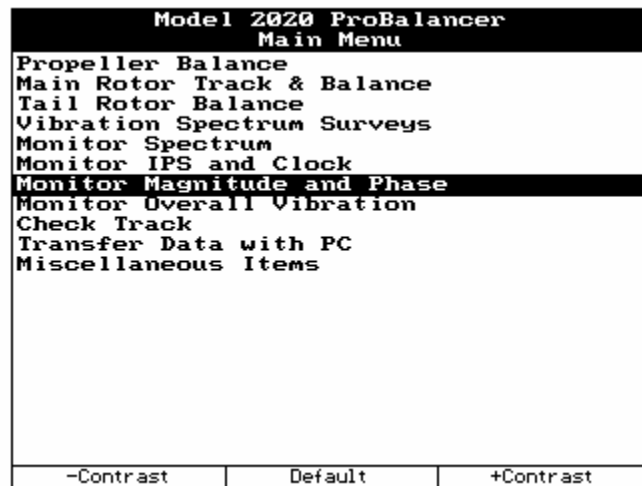 Model 2020 ProBalancer
Main Menu
Propeller Balance
Main Rotor Track & Balance
Tail Rotor Balance
Vibration Spectrum Surveys
Monitor Spectrum
Monitor IPS and Clock
Monitor Magnitude and Phase
Monitor Overall Vibration
Check Track
Transfer Data with PC
Miscellaneous Items
-Contrast Default +Contrast